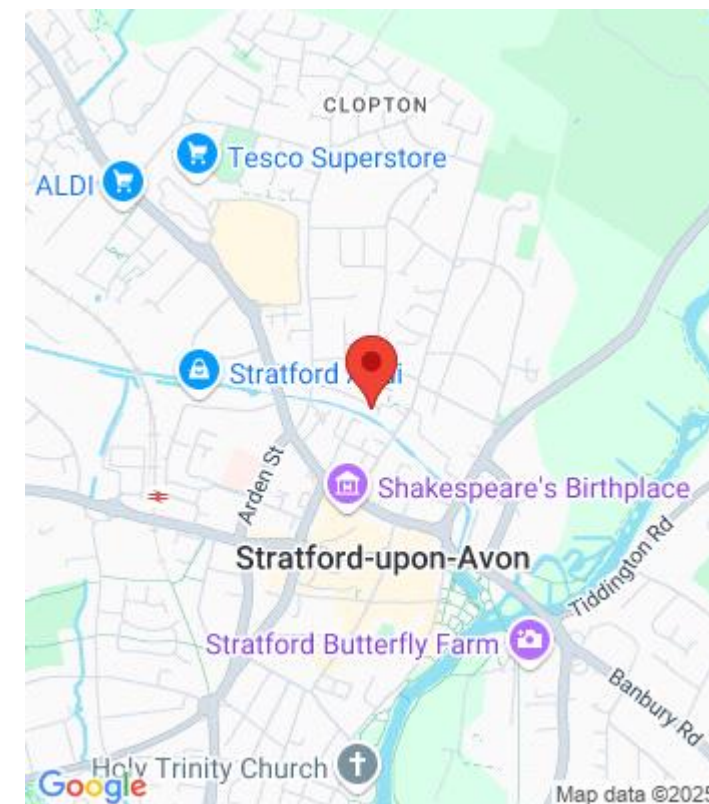 CLOPTON
Tesco Superstore
ALDI
Stratford
Arden St
Shakespeare's Birthplace
Stratford-upon-Avon
Tiddington Rd
Stratford Butterfly Farm
Banbury Rd
Holy Trinity Church
Google
Map data ©2025